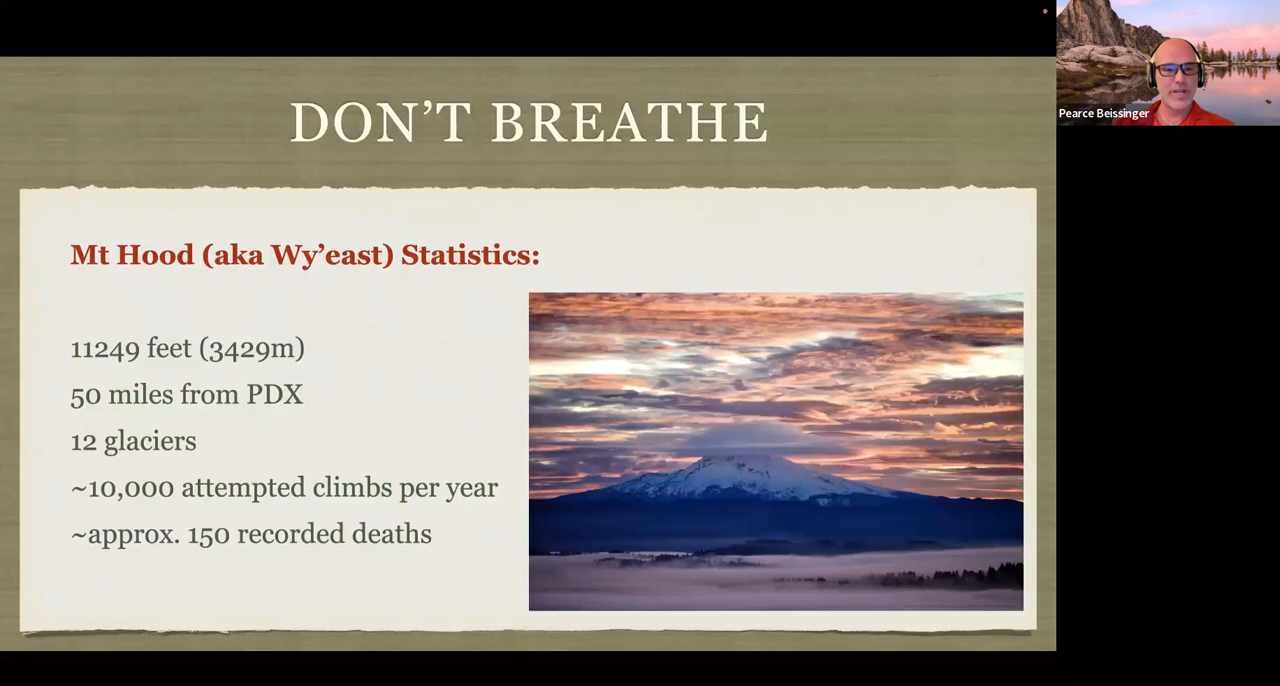 DON’T BREATHE
Pearce Beissinger
Mt Hood (aka Wy’east) Statistics:
11249 feet (3429m)
50 miles from PDX
12 glaciers
~10,000 attempted climbs per year
~approx. 150 recorded deaths